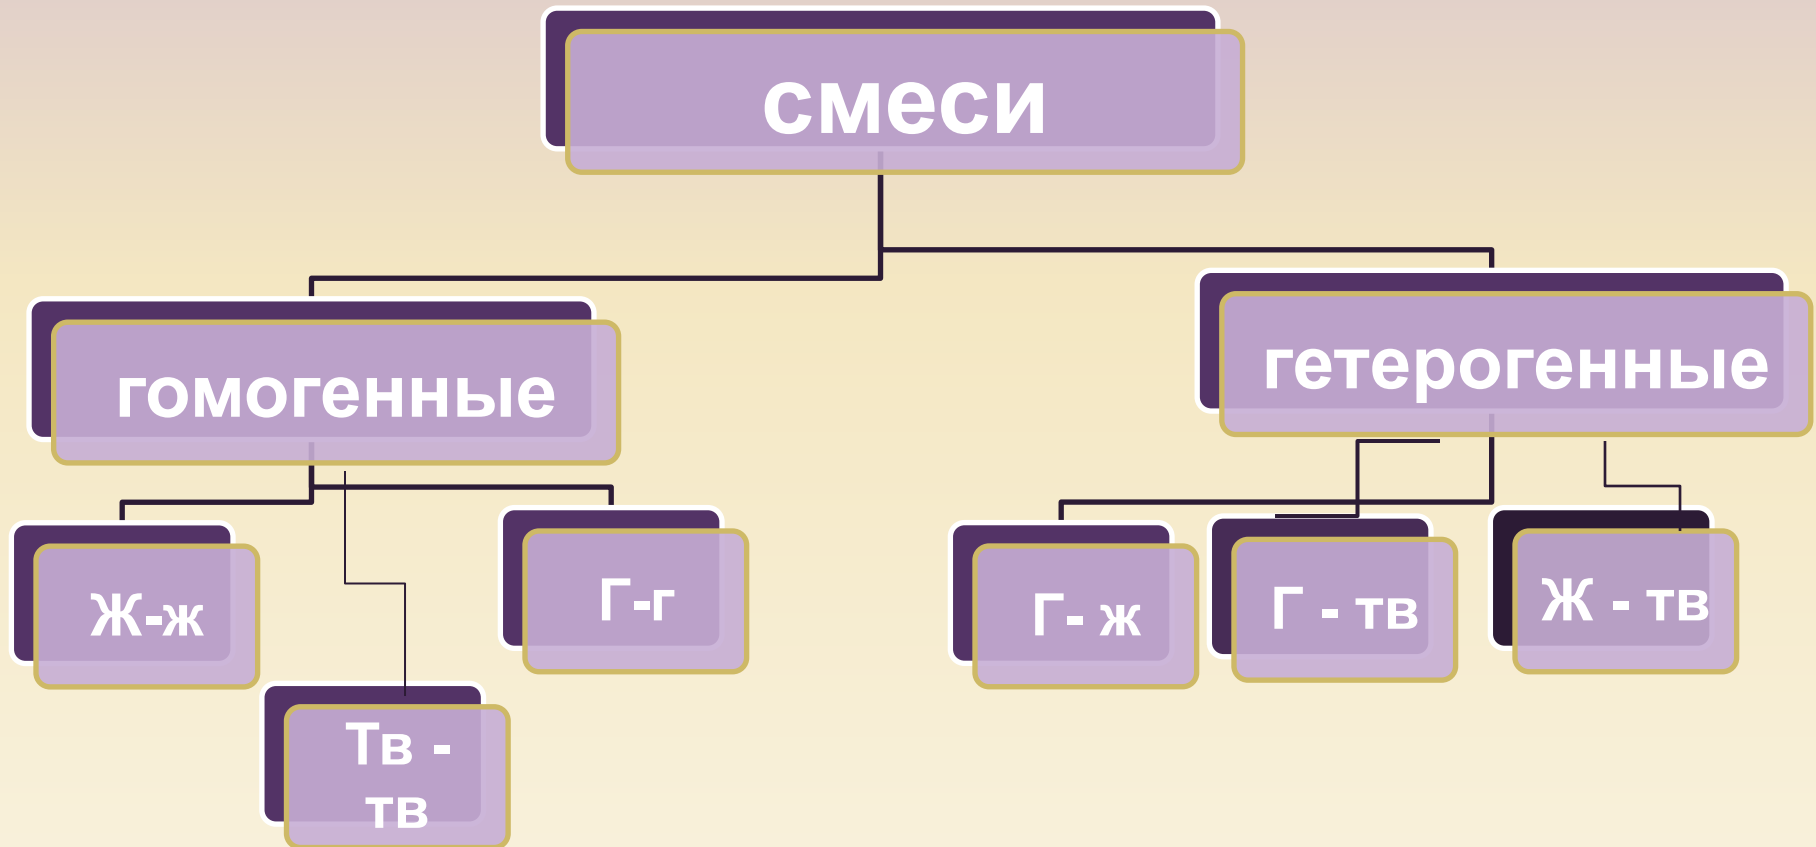 смеси
гомогенные
гетерогенные
Ж-ж
Г-г
Г- ж
Г - тв
Ж - тв
Тв -
тв